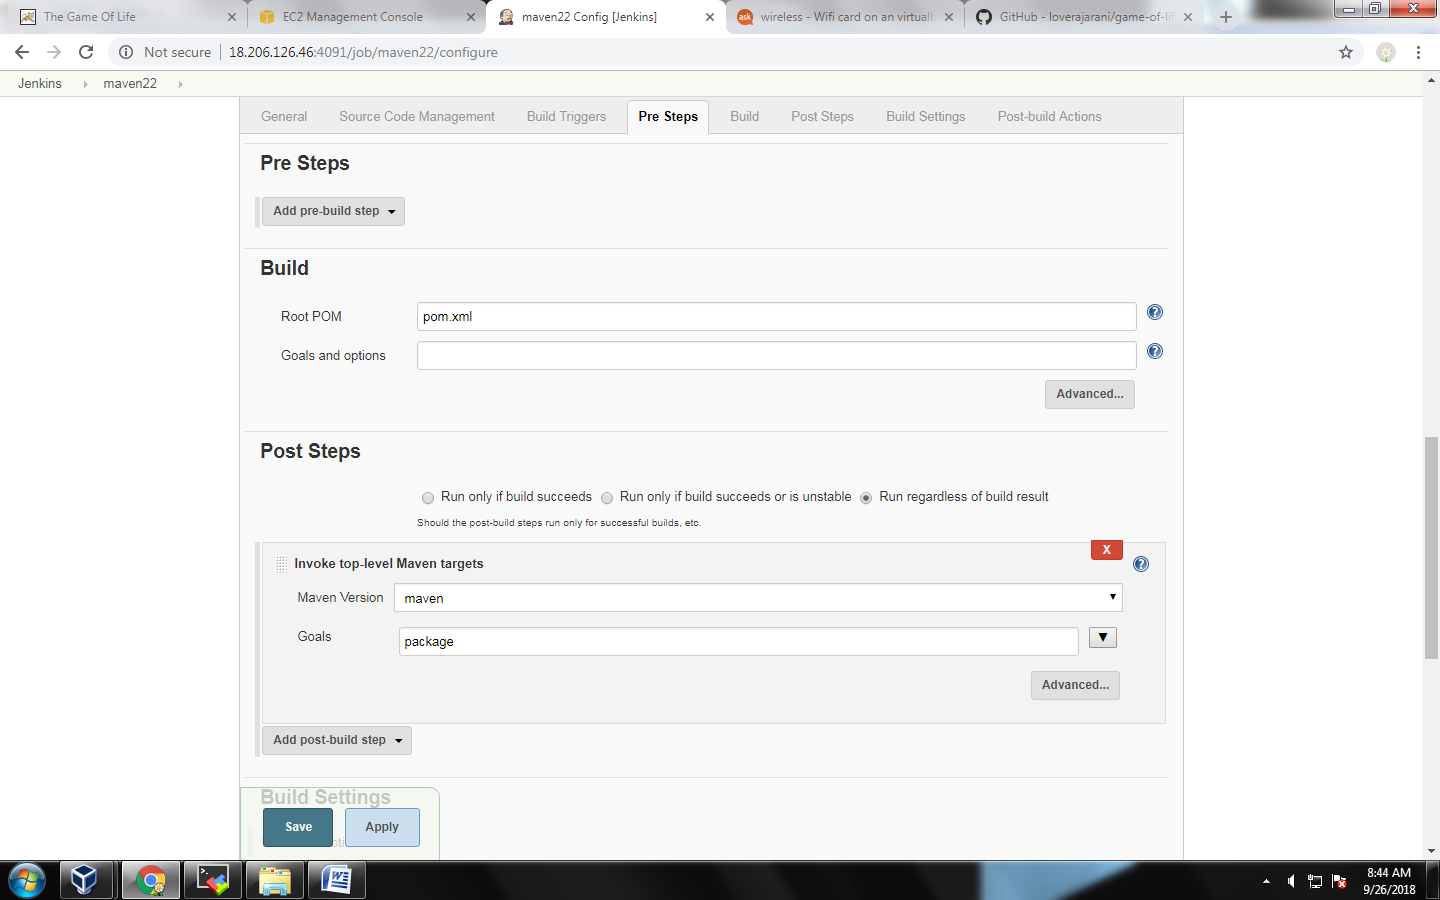 The Game Of Life
EC2 Management Console
maven22 Config [Jenkins]
wireless - Wifi card on an virtualb
GitHub - loverajarani/game-of-lif
Not secure
18.206.126.46:4091/job/maven22/configure
Jenkins
maven22
General
Source Code Management
Build Triggers
Pre Steps
Build
Post Steps
Build Settings
Post-build Actions
Pre Steps
Add pre-build step
Build
Root POM
pom.xml
Goals and options
Advanced...
Post Steps
Run only if build succeeds
Run only if build succeeds or is unstable
Run regardless of build result
Should the post-build steps run only for successful builds, etc.
X
Invoke top-level Maven targets
Maven Version
maven
Goals
package
Advanced...
Add post-build step
Build Settings
Save
Apply
8:44 AM
9/26/2018